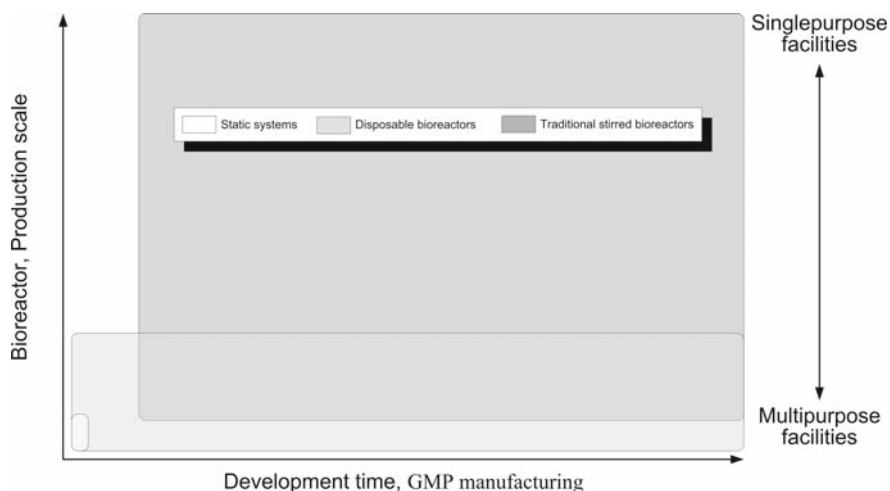 Singlepurpose
facilities
Bioreactor, Production scale
Static systems
Disposable bioreactors
Traditional stirred bioreactors
Multipurpose
facilities
Development time, GMP manufacturing